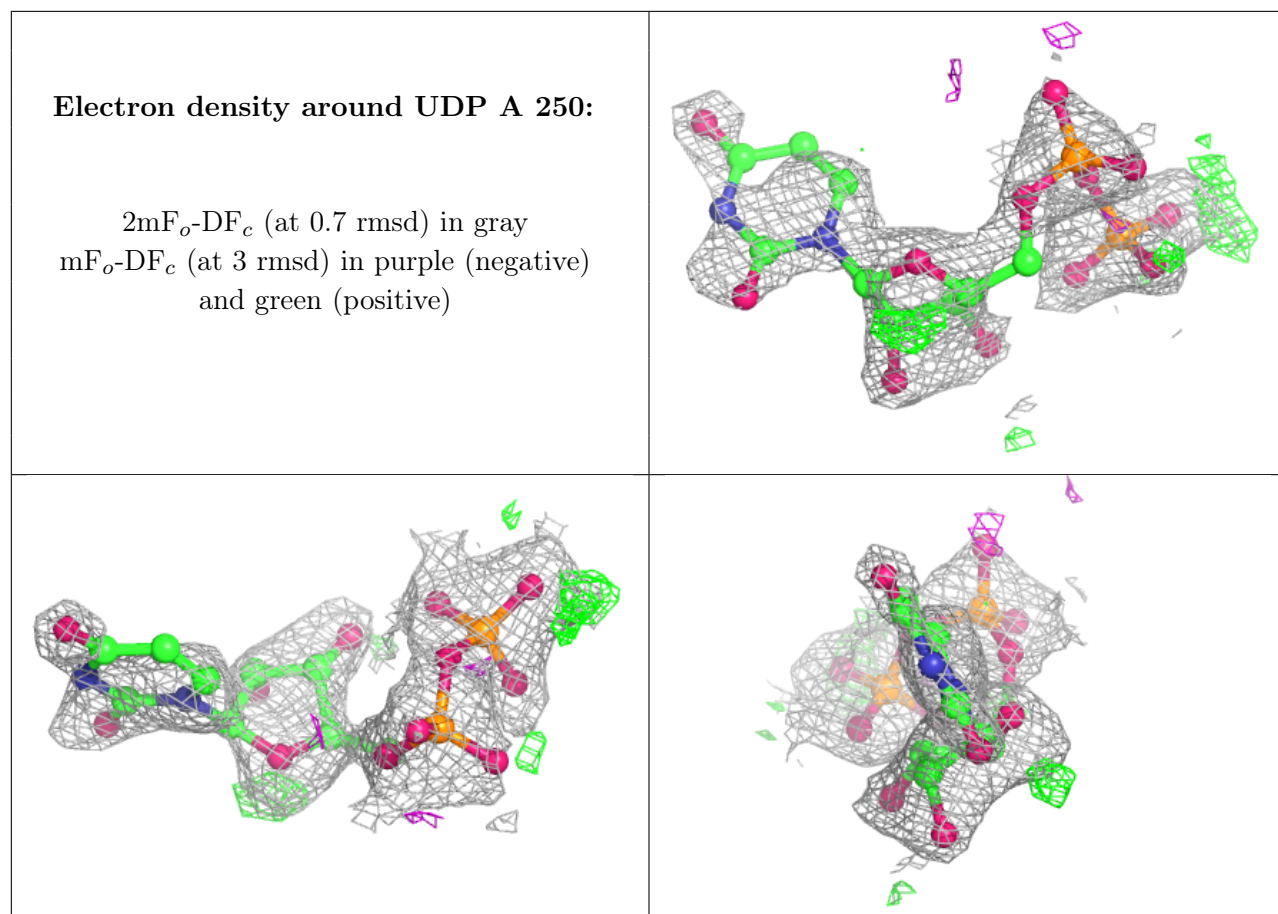 Electron density around UDP A 250:
2mFₒ-DF𝒸 (at 0.7 rmsd) in gray
mFₒ-DF𝒸 (at 3 rmsd) in purple (negative)
and green (positive)